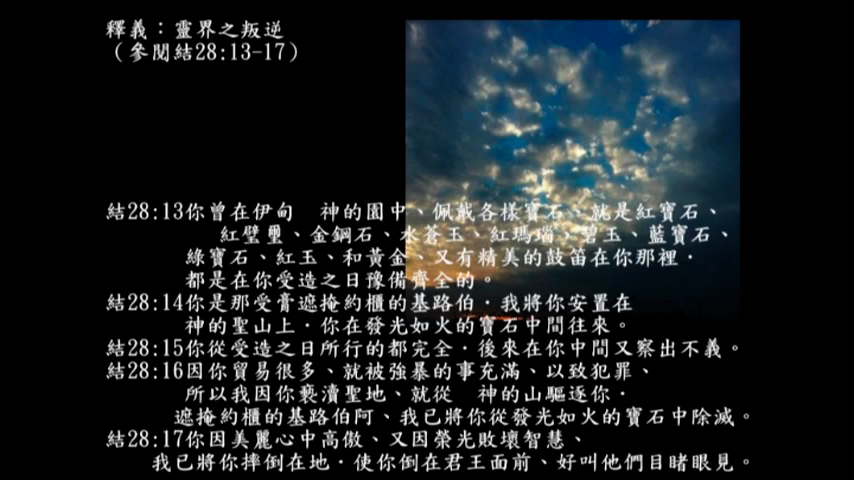 釋義：靈界之叛逆
（參閱結28:13-17）
結28:13你曾在伊甸　神的園中、佩戴各樣寶石、就是紅寶石、
紅璧璽、金鋼石、水蒼玉、紅瑪瑙、碧玉、藍寶石、
綠寶石、紅玉、和黃金、又有精美的鼓笛在你那裡．
都是在你受造之日豫備齊全的。
結28:14你是那受膏遮掩約櫃的基路伯．我將你安置在
神的聖山上．你在發光如火的寶石中間往來。
結28:15你從受造之日所行的都完全．後來在你中間又察出不義。
結28:16因你貿易很多、就被強暴的事充滿、以致犯罪、
所以我因你褻瀆聖地、就從　神的山驅逐你．
遮掩約櫃的基路伯阿、我已將你從發光如火的寶石中除滅。
結28:17你因美麗心中高傲、又因榮光敗壞智慧、
我已將你摔倒在地．使你倒在君王面前、好叫他們目睹眼見。